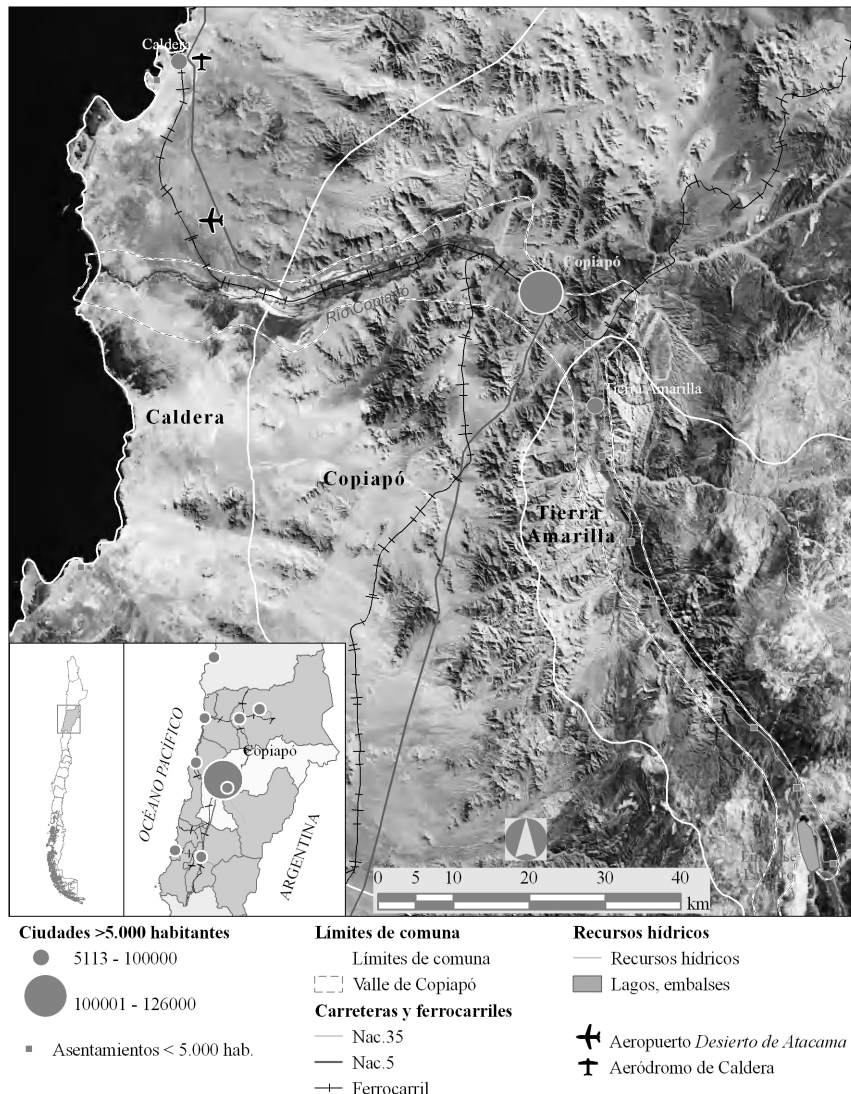 Caldera
Copiapó
Río Copiapó
Tierra Amarilla
Caldera
Copiapó
Tierra
Amarilla
Copiapó
OCÉANO PACÍFICO
ARGENTINA
0 5 10 20 30 40
km
Ciudades >5.000 habitantes
5113 - 100000
100001 - 126000
Asentamientos < 5.000 hab.
Límites de comuna
Límites de comuna
Valle de Copiapó
Carreteras y ferrocarriles
Nac.35
Nac.5
Ferrocarril
Recursos hídricos
Recursos hídricos
Lagos, embalses
Aeropuerto Desierto de Atacama
Aeródromo de Caldera